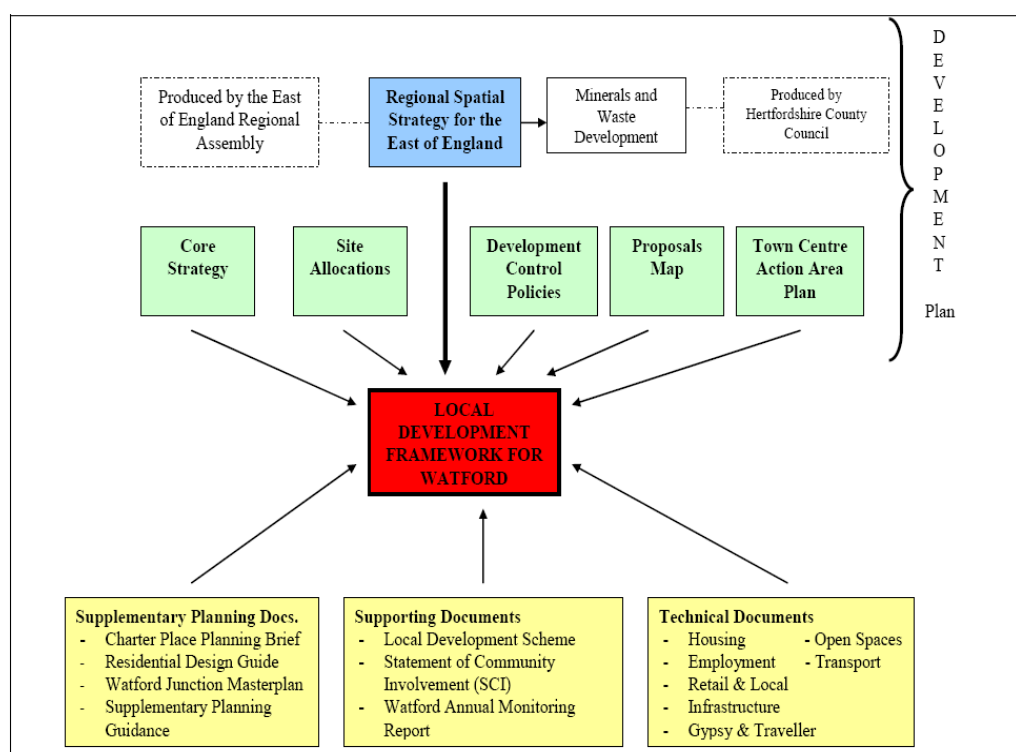 Produced by the East
of England Regional
Assembly
Regional Spatial
Strategy for the
East of England
Minerals and
Waste
Development
Produced by
Hertfordshire County
Council
D
E
V
E
L
O
P
M
E
N
T
Plan
Core
Strategy
Site
Allocations
Development
Control
Policies
Proposals
Map
Town Centre
Action Area
Plan
LOCAL
DEVELOPMENT
FRAMEWORK FOR
WATFORD
Supplementary Planning Docs.
- Charter Place Planning Brief
- Residential Design Guide
- Watford Junction Masterplan
- Supplementary Planning
Guidance
Supporting Documents
- Local Development Scheme
- Statement of Community
Involvement (SCI)
- Watford Annual Monitoring
Report
Technical Documents
- Housing - Open Spaces
- Employment - Transport
- Retail & Local
- Infrastructure
- Gypsy & Traveller